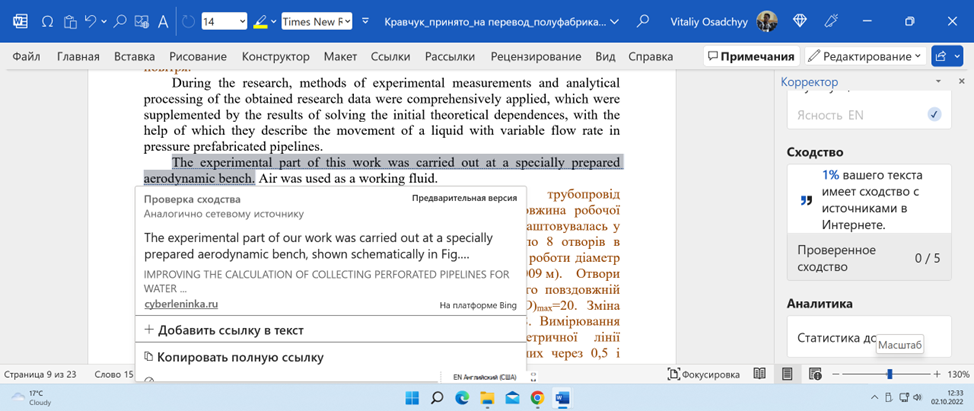 14
Times New R
Кравчук_принято_на перевод_полуфабрика...
Vitaliy Osadchyy
Файл Главная Вставка Рисование Конструктор Макет Ссылки Рассылки Рецензирование Вид Справка Примечания Редактирование
повітря.
During the research, methods of experimental measurements and analytical
processing of the obtained research data were comprehensively applied, which were
supplemented by the results of solving the initial theoretical dependences, with the
help of which they describe the movement of a liquid with variable flow rate in
pressure prefabricated pipelines.
The experimental part of this work was carried out at a specially prepared
aerodynamic bench. Air was used as a working fluid.
трубопровід
вжина робочої
аштовувалась у
ло 8 отворів в
роботи діаметр
009 м). Отвори
го повздовжній
O)max=20. Зміна
. Вимірювання
етричної лінії
них через 0,5 і
Проверка сходства
Предварительная версия
Аналогично сетевому источнику
The experimental part of our work was carried out at a specially
prepared aerodynamic bench, shown schematically in Fig....
IMPROVING THE CALCULATION OF COLLECTING PERFORATED PIPELINES FOR
WATER ...
cyberleninka.ru
На платформе Bing
Добавить ссылку в текст
Копировать полную ссылку
EN Английский (США)
Корректор
Ясность EN
Сходство
1% вашего текста
имеет сходство с
источниками в
Интернете.
Проверенное
сходство
0 / 5
Аналитика
Статистика до
Масштаб
Страница 9 из 23
Слово 15
Фокусировка
130%
17°C
Cloudy
12:33
02.10.2022